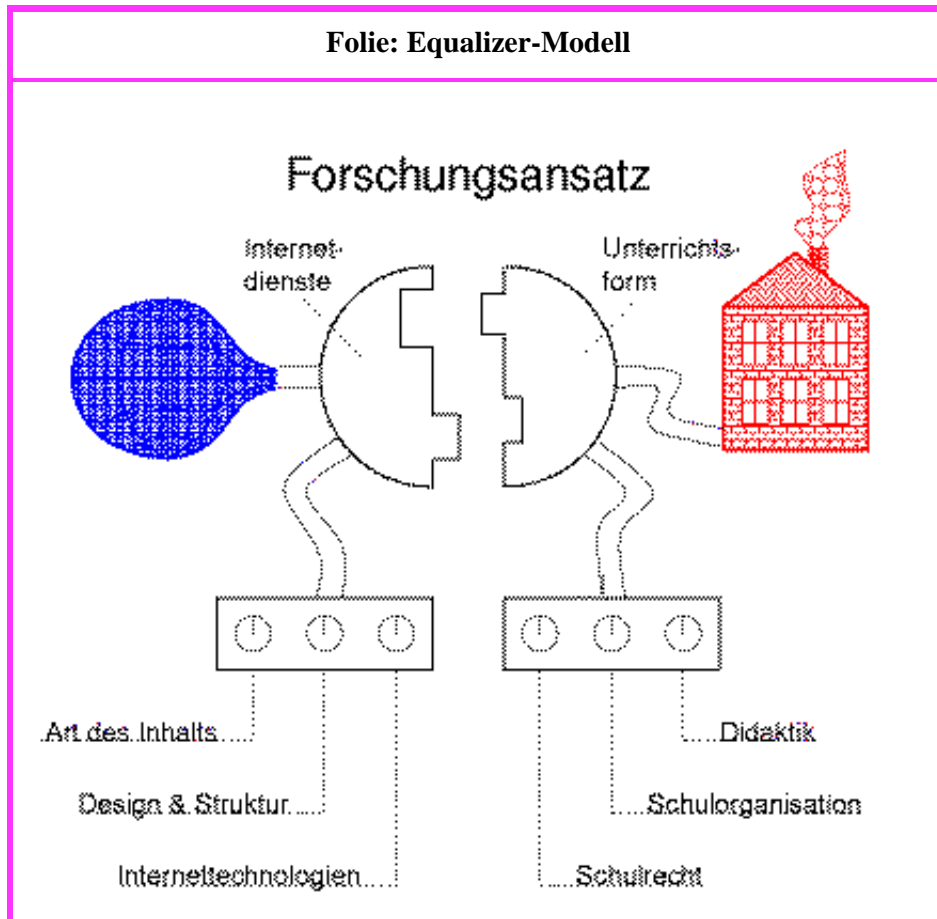 Folie: Equalizer-Modell
Forschungsansatz
Internet-
dienste
Unterrichts-
form
Art des Inhalts
Didaktik
Design & Struktur
Schulorganisation
Internettechnologien
Schulrecht